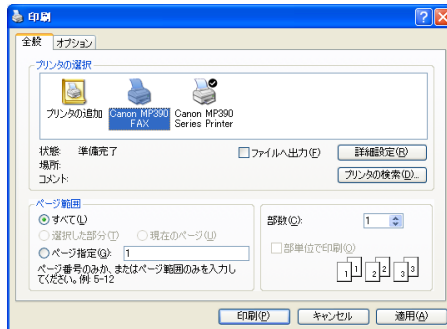 印刷
全般 オプション
プリンタの選択
プリンタの追加 Canon MP390 FAX Canon MP390 Series Printer
状態: 準備完了
場所:
コメント:
ファイルへ出力(F) 詳細設定(R)
プリンタの検索(D)...
ページ範囲
すべて(L)
選択した部分(T) 現在のページ(U)
ページ指定(G): 1
ページ番号のみか、またはページ範囲のみを入力し
てください。例: 5-12
部数(C): 1
部単位で印刷(O)
1 1 2 2 3 3
印刷(P) キャンセル 適用(A)